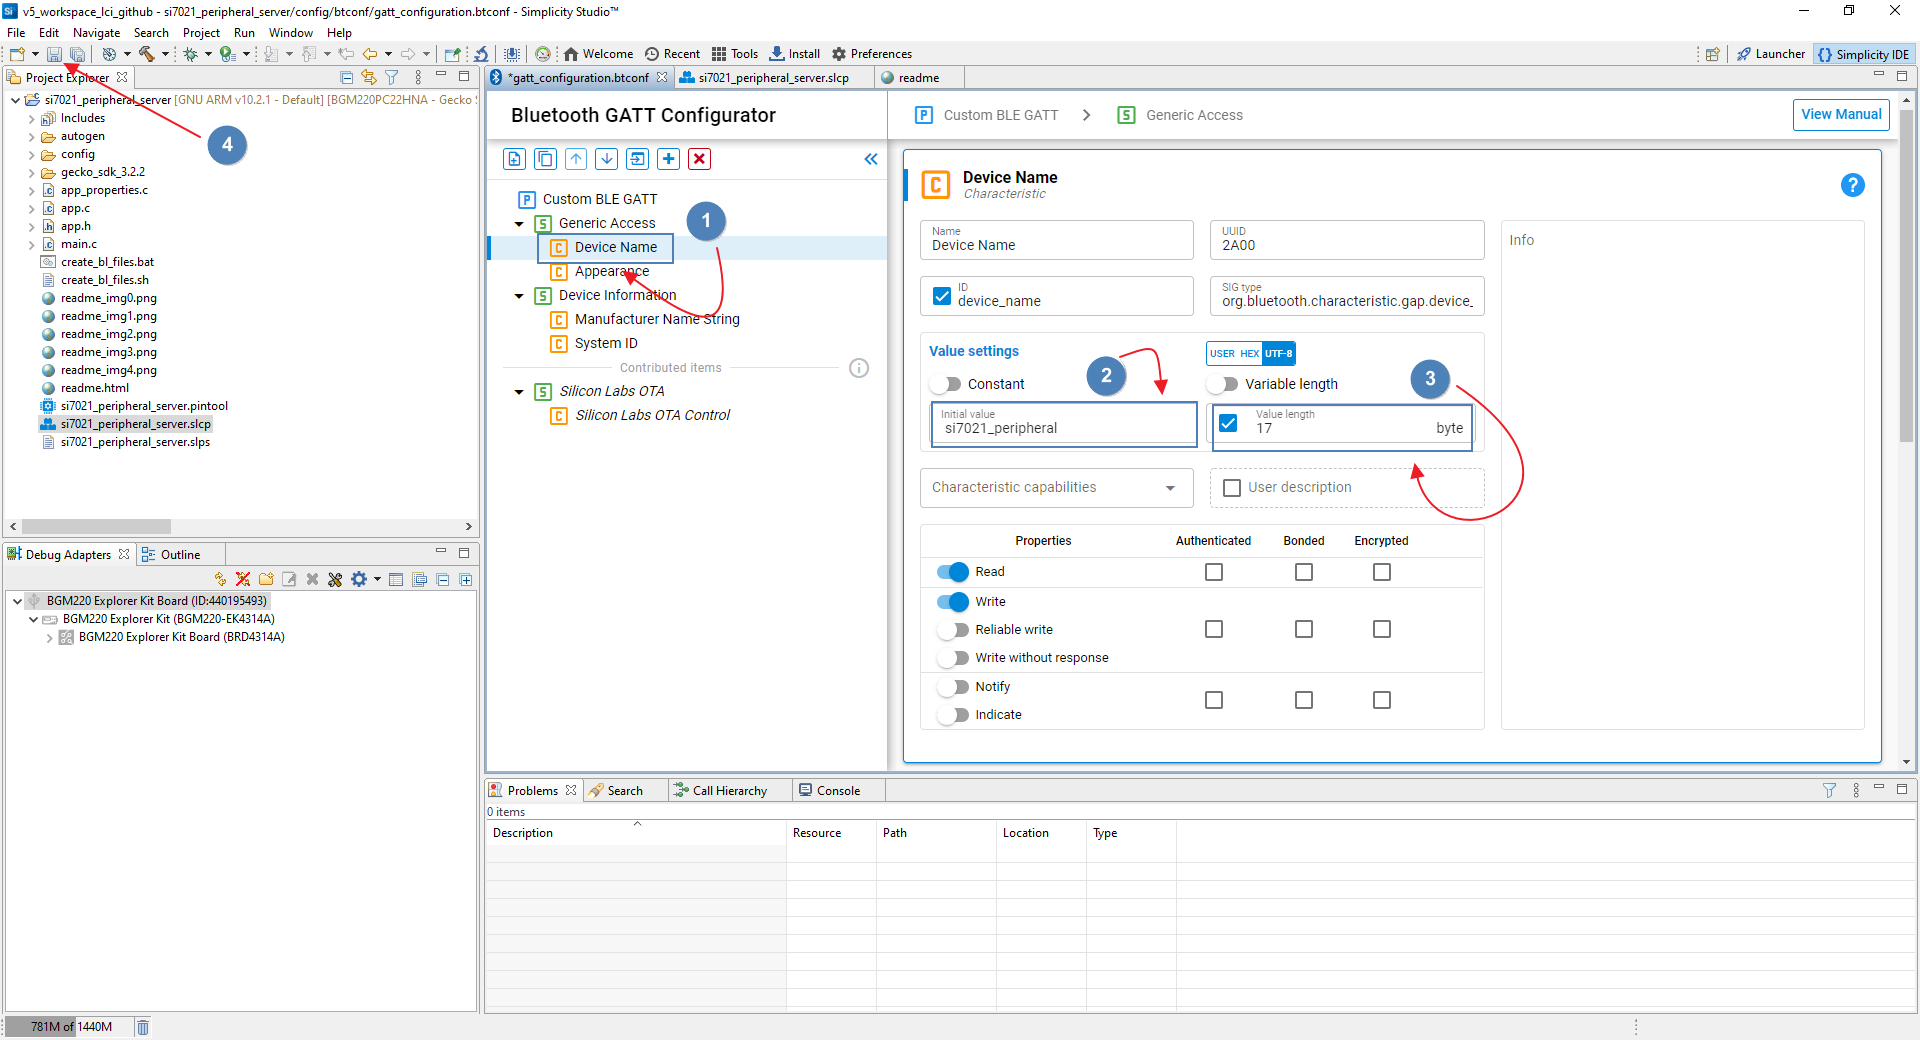 v5_workspace_lci_github - si7021_peripheral_server/config/btconf/gatt_configuration.btconf - Simplicity Studio™
File Edit Navigate Search Project Run Window Help
Welcome Recent Tools Install Preferences
Launcher Simplicity IDE
Project Explorer
si7021_peripheral_server [GNU ARM v10.2.1 - Default] [BGM220PC22HNA - Gecko S
Includes
autogen
config
gecko_sdk_3.2.2
app_properties.c
app.c
app.h
main.c
create_bl_files.bat
create_bl_files.sh
readme_img0.png
readme_img1.png
readme_img2.png
readme_img3.png
readme_img4.png
readme.html
si7021_peripheral_server.pintool
si7021_peripheral_server.slcp
si7021_peripheral_server.slps
4
Debug Adapters Outline
BGM220 Explorer Kit Board (ID:440195493)
BGM220 Explorer Kit (BGM220-EK4314A)
BGM220 Explorer Kit Board (BRD4314A)
781M of 1440M
*gatt_configuration.btconf si7021_peripheral_server.slcp readme
Bluetooth GATT Configurator
P Custom BLE GATT
S Generic Access
C Device Name
C Appearance
S Device Information
C Manufacturer Name String
C System ID
Contributed items
S Silicon Labs OTA
C Silicon Labs OTA Control
1
P Custom BLE GATT > S Generic Access
View Manual
C Device Name
Characteristic
?
Name
Device Name
UUID
2A00
Info
ID
device_name
SIG type
org.bluetooth.characteristic.gap.device_
Value settings
USER HEX UTF-8
Constant
2
Variable length
3
Initial value
si7021_peripheral
Value length
17 byte
Characteristic capabilities
User description
Properties Authenticated Bonded Encrypted
Read
Write
Reliable write
Write without response
Notify
Indicate
Problems Search Call Hierarchy Console
0 items
Description Resource Path Location Type